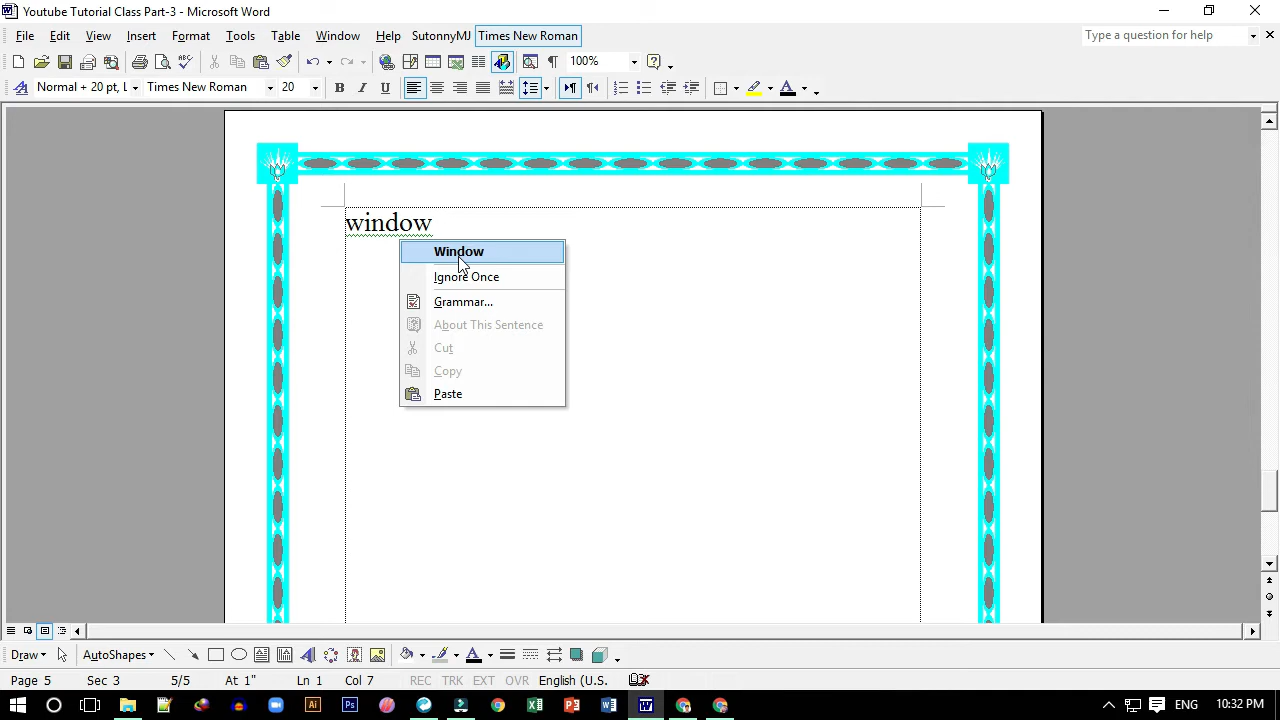 Youtube Tutorial Class Part-3 - Microsoft Word
File Edit View Insert Format Tools Table Window Help SutonnyMJ Times New Roman Type a question for help
100%
Normal + 20 pt, L Times New Roman 20 B I U
window
Window
Ignore Once
Grammar...
About This Sentence
Cut
Copy
Paste
Draw AutoShapes
Page 5 Sec 3 5/5 At 1" Ln 1 Col 7 REC TRK EXT OVR English (U.S.
ENG 10:32 PM